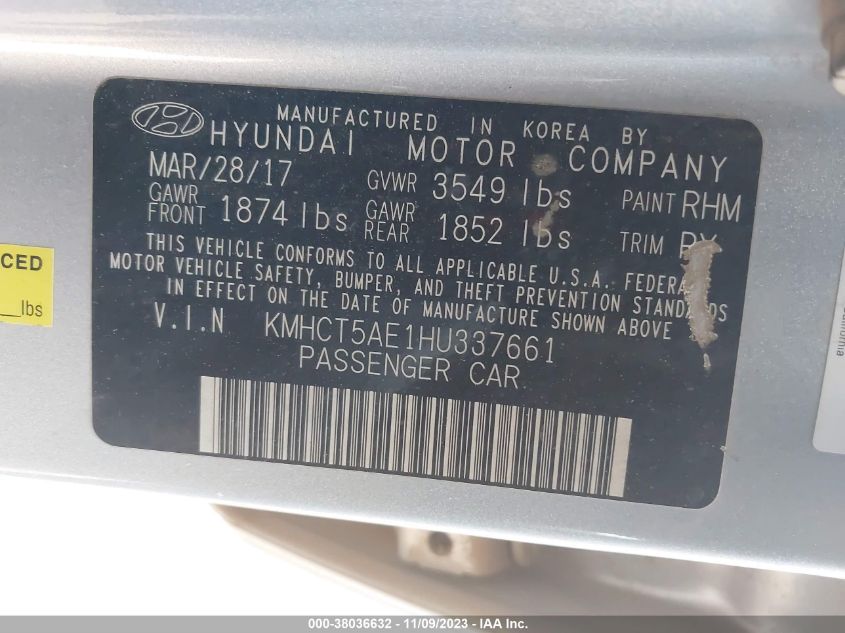 MANUFACTURED IN KOREA BY
HYUNDAI MOTOR COMPANY
MAR/28/17 GVWR 3549 lbs PAINT RHM
GAWR FRONT 1874 lbs GAWR REAR 1852 lbs TRIM
THIS VEHICLE CONFORMS TO ALL APPLICABLE U.S.A. FEDERA
MOTOR VEHICLE SAFETY, BUMPER, AND THEFT PREVENTION STANDARDS
IN EFFECT ON THE DATE OF MANUFACTURE SHOWN ABOVE
V.I.N KMHCT5AE1HU337661
PASSENGER CAR
CED
lbs
California
000-38036632 - 11/09/2023 - IAA Inc.